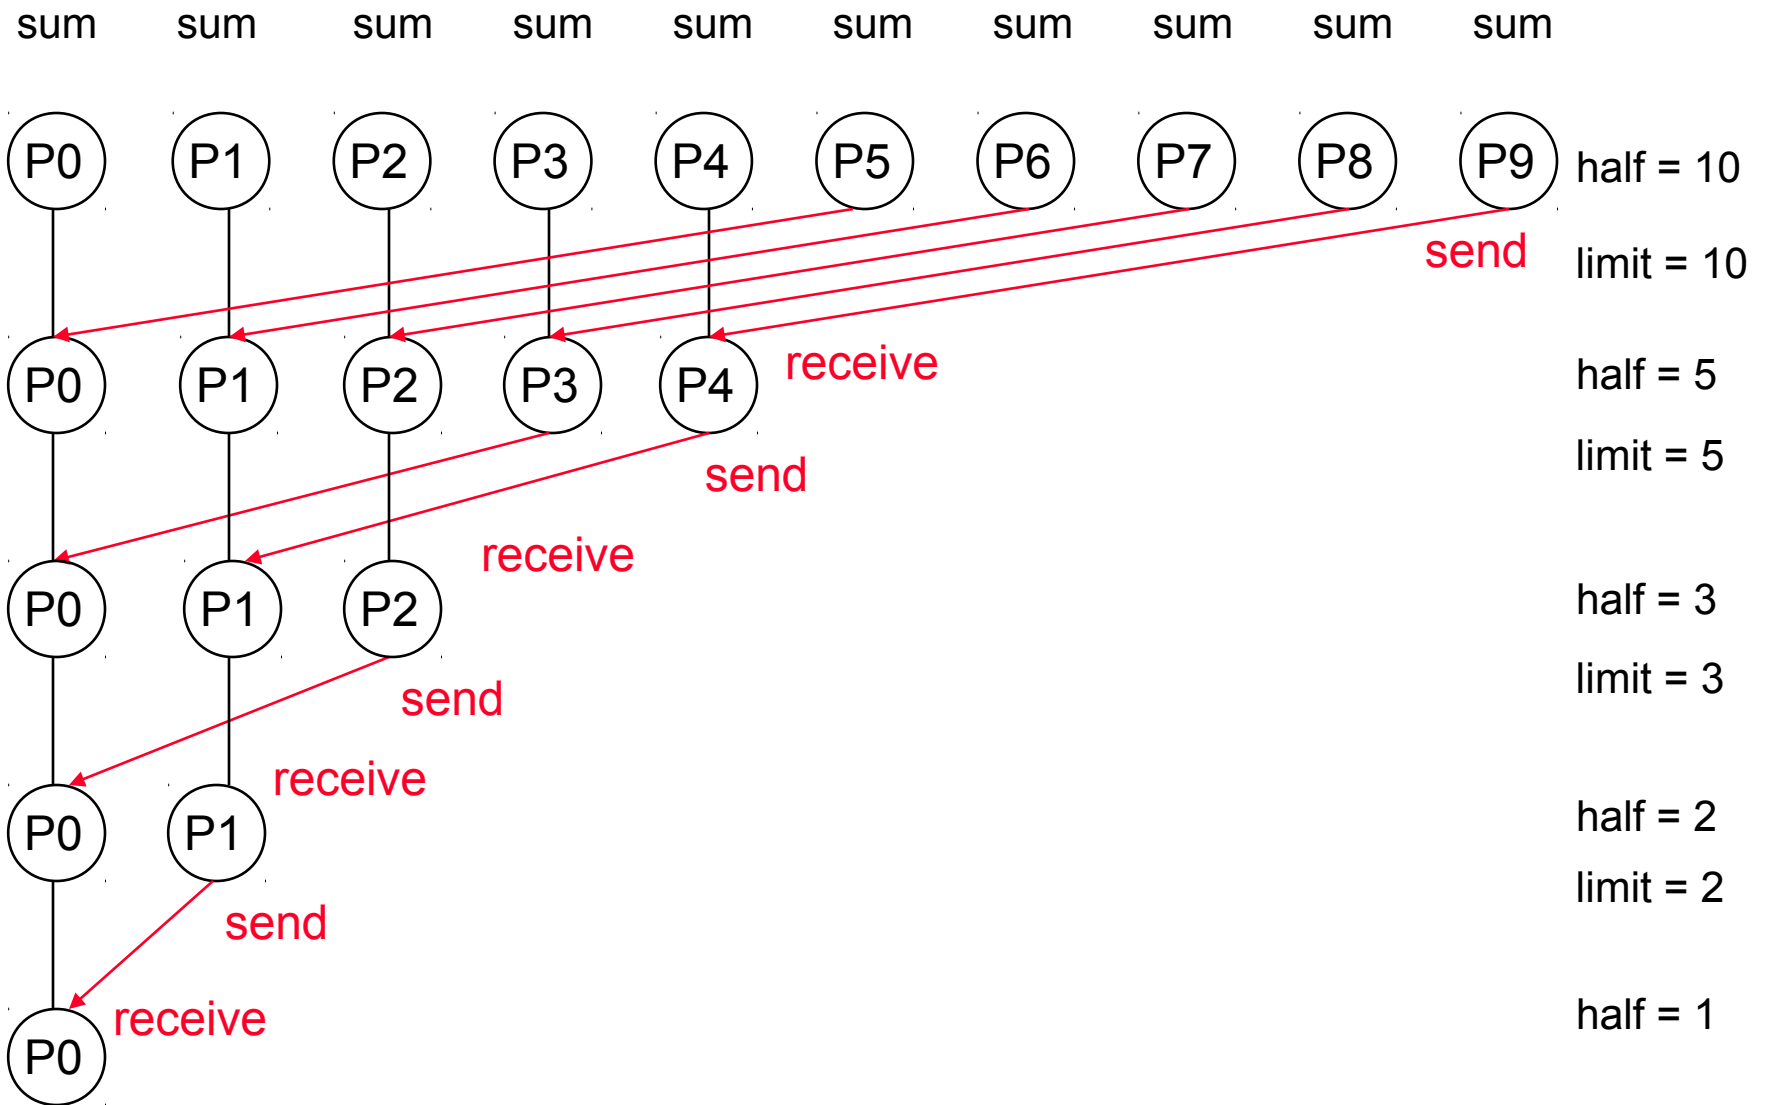 sum sum sum sum sum sum sum sum sum sum
P0 P1 P2 P3 P4 P5 P6 P7 P8 P9 half = 10
send limit = 10
receive
P0 P1 P2 P3 P4 half = 5
send limit = 5
receive
P0 P1 P2 half = 3
send limit = 3
receive
P0 P1 half = 2
send limit = 2
receive half = 1
P0